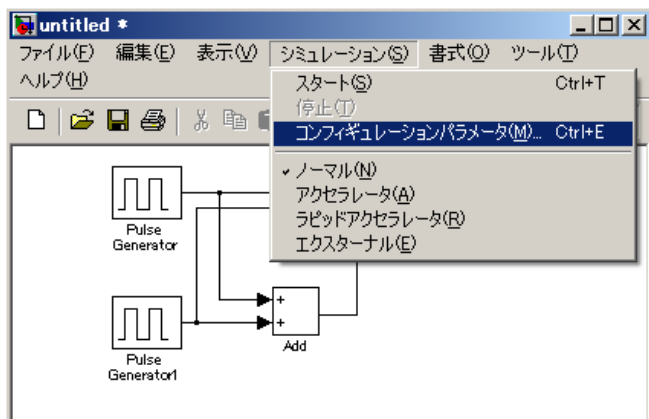 untitled *
ファイル(F) 編集(E) 表示(V) シミュレーション(S) 書式(O) ツール(T)
ヘルプ(H)
スタート(S) Ctrl+T
停止(T)
コンフィギュレーションパラメータ(M)... Ctrl+E
ノーマル(N)
アクセラレータ(A)
ラピッドアクセラレータ(R)
エクスターナル(E)
Pulse
Generator
+
+
Add
Pulse
Generator1